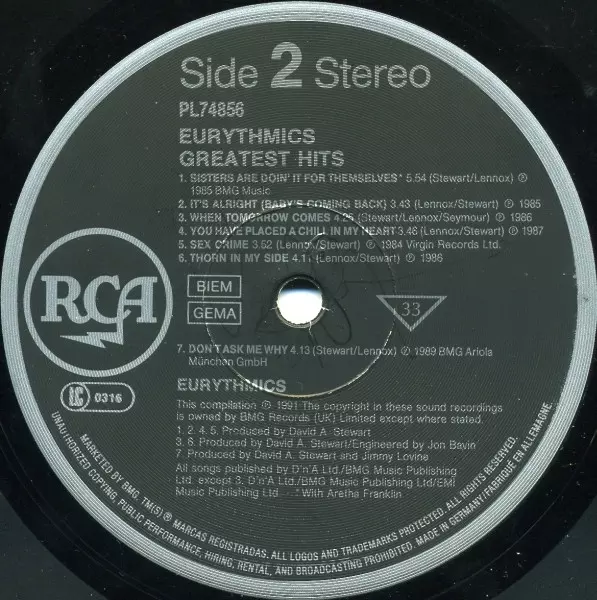 Side 2 Stereo
PL74856
EURYTHMICS
GREATEST HITS
1. SISTERS ARE DOIN' IT FOR THEMSELVES* 5.54 (Stewart/Lennox) ℗
1985 BMG Music
2. IT'S ALRIGHT (BABY'S COMING BACK) 3.43 (Lennox/Stewart) ℗ 1985
3. WHEN TOMORROW COMES 4.26 (Lennox/Stewart/Seymour) ℗ 1986
4. YOU HAVE PLACED A CHILL IN MY HEART 3.46 (Lennox/Stewart) ℗ 1987
5. SEX CRIME 3.52 (Lennox/Stewart) ℗ 1984 Virgin Records Ltd.
6. THORN IN MY SIDE 4.11 (Lennox/Stewart) ℗ 1986
RCA
BIEM
GEMA
33
7. DON'T ASK ME WHY 4.13 (Stewart/Lennox) ℗ 1989 BMG Ariola
München GmbH
LC 0316
EURYTHMICS
This compilation ℗ 1991 The copyright in these sound recordings
is owned by BMG Records (UK) Limited except where stated.
1. 2. 4. 5. Produced by David A. Stewart
3. 6. Produced by David A. Stewart/Engineered by Jon Bavin
7. Produced by David A. Stewart and Jimmy Lovine
All songs published by D'n'A Ltd/BMG Music Publishing
Ltd. except 3. D'n'A Ltd./BMG Music Publishing Ltd/EMI
Music Publishing Ltd With Aretha Franklin
MARKETED BY BMG, TM(S)® MARCAS REGISTRADAS. ALL LOGOS AND TRADEMARKS PROTECTED. ALL RIGHTS RESERVED.
UNAUTHORIZED COPYING, PUBLIC PERFORMANCE, HIRING, RENTAL, AND BROADCASTING PROHIBITED. MADE IN GERMANY/FABRIQUÉ EN ALLEMAGNE.